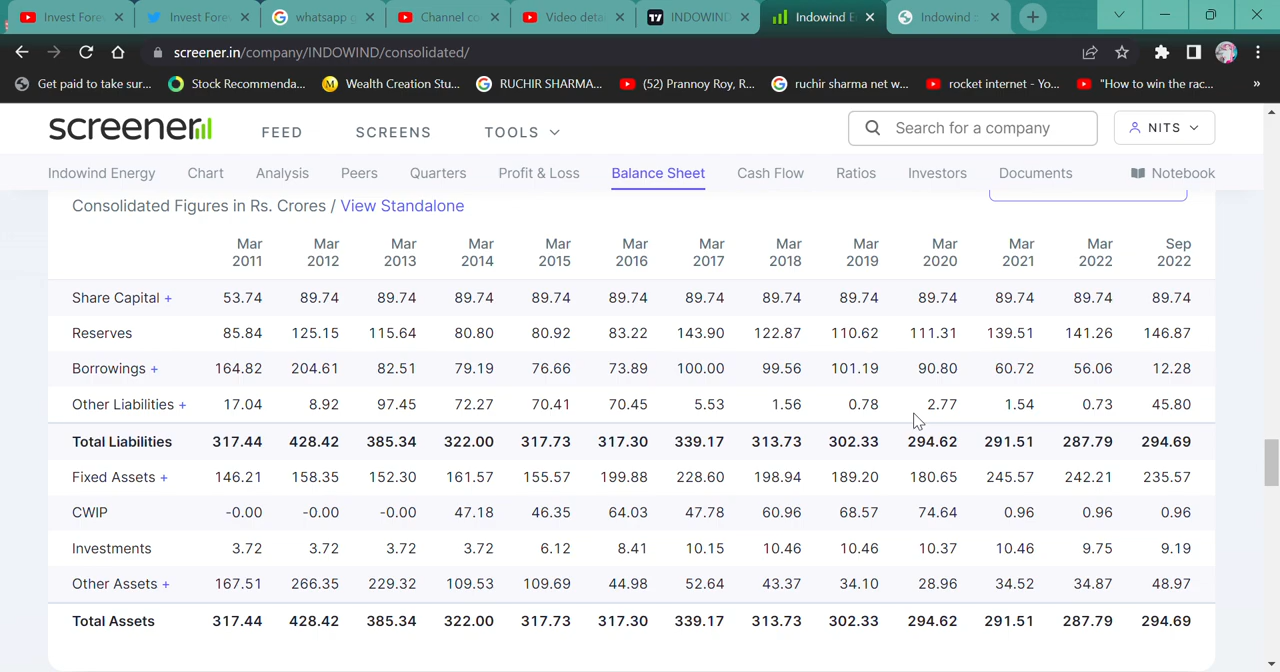 Invest Fore
Invest Fore
whatsapp g
Channel co
Video deta
INDOWIND
Indowind E
Indowind
screener.in/company/INDOWIND/consolidated/
Get paid to take sur... Stock Recommenda... Wealth Creation Stu... RUCHIR SHARMA... (52) Prannoy Roy, R... ruchir sharma net w... rocket internet - Yo... "How to win the rac... »
screener FEED SCREENS TOOLS Search for a company NITS
Indowind Energy Chart Analysis Peers Quarters Profit & Loss Balance Sheet Cash Flow Ratios Investors Documents Notebook
Consolidated Figures in Rs. Crores / View Standalone
Mar Mar Mar Mar Mar Mar Mar Mar Mar Mar Mar Mar Sep
2011 2012 2013 2014 2015 2016 2017 2018 2019 2020 2021 2022 2022
Share Capital + 53.74 89.74 89.74 89.74 89.74 89.74 89.74 89.74 89.74 89.74 89.74 89.74 89.74
Reserves 85.84 125.15 115.64 80.80 80.92 83.22 143.90 122.87 110.62 111.31 139.51 141.26 146.87
Borrowings + 164.82 204.61 82.51 79.19 76.66 73.89 100.00 99.56 101.19 90.80 60.72 56.06 12.28
Other Liabilities + 17.04 8.92 97.45 72.27 70.41 70.45 5.53 1.56 0.78 2.77 1.54 0.73 45.80
Total Liabilities 317.44 428.42 385.34 322.00 317.73 317.30 339.17 313.73 302.33 294.62 291.51 287.79 294.69
Fixed Assets + 146.21 158.35 152.30 161.57 155.57 199.88 228.60 198.94 189.20 180.65 245.57 242.21 235.57
CWIP -0.00 -0.00 -0.00 47.18 46.35 64.03 47.78 60.96 68.57 74.64 0.96 0.96 0.96
Investments 3.72 3.72 3.72 3.72 6.12 8.41 10.15 10.46 10.46 10.37 10.46 9.75 9.19
Other Assets + 167.51 266.35 229.32 109.53 109.69 44.98 52.64 43.37 34.10 28.96 34.52 34.87 48.97
Total Assets 317.44 428.42 385.34 322.00 317.73 317.30 339.17 313.73 302.33 294.62 291.51 287.79 294.69